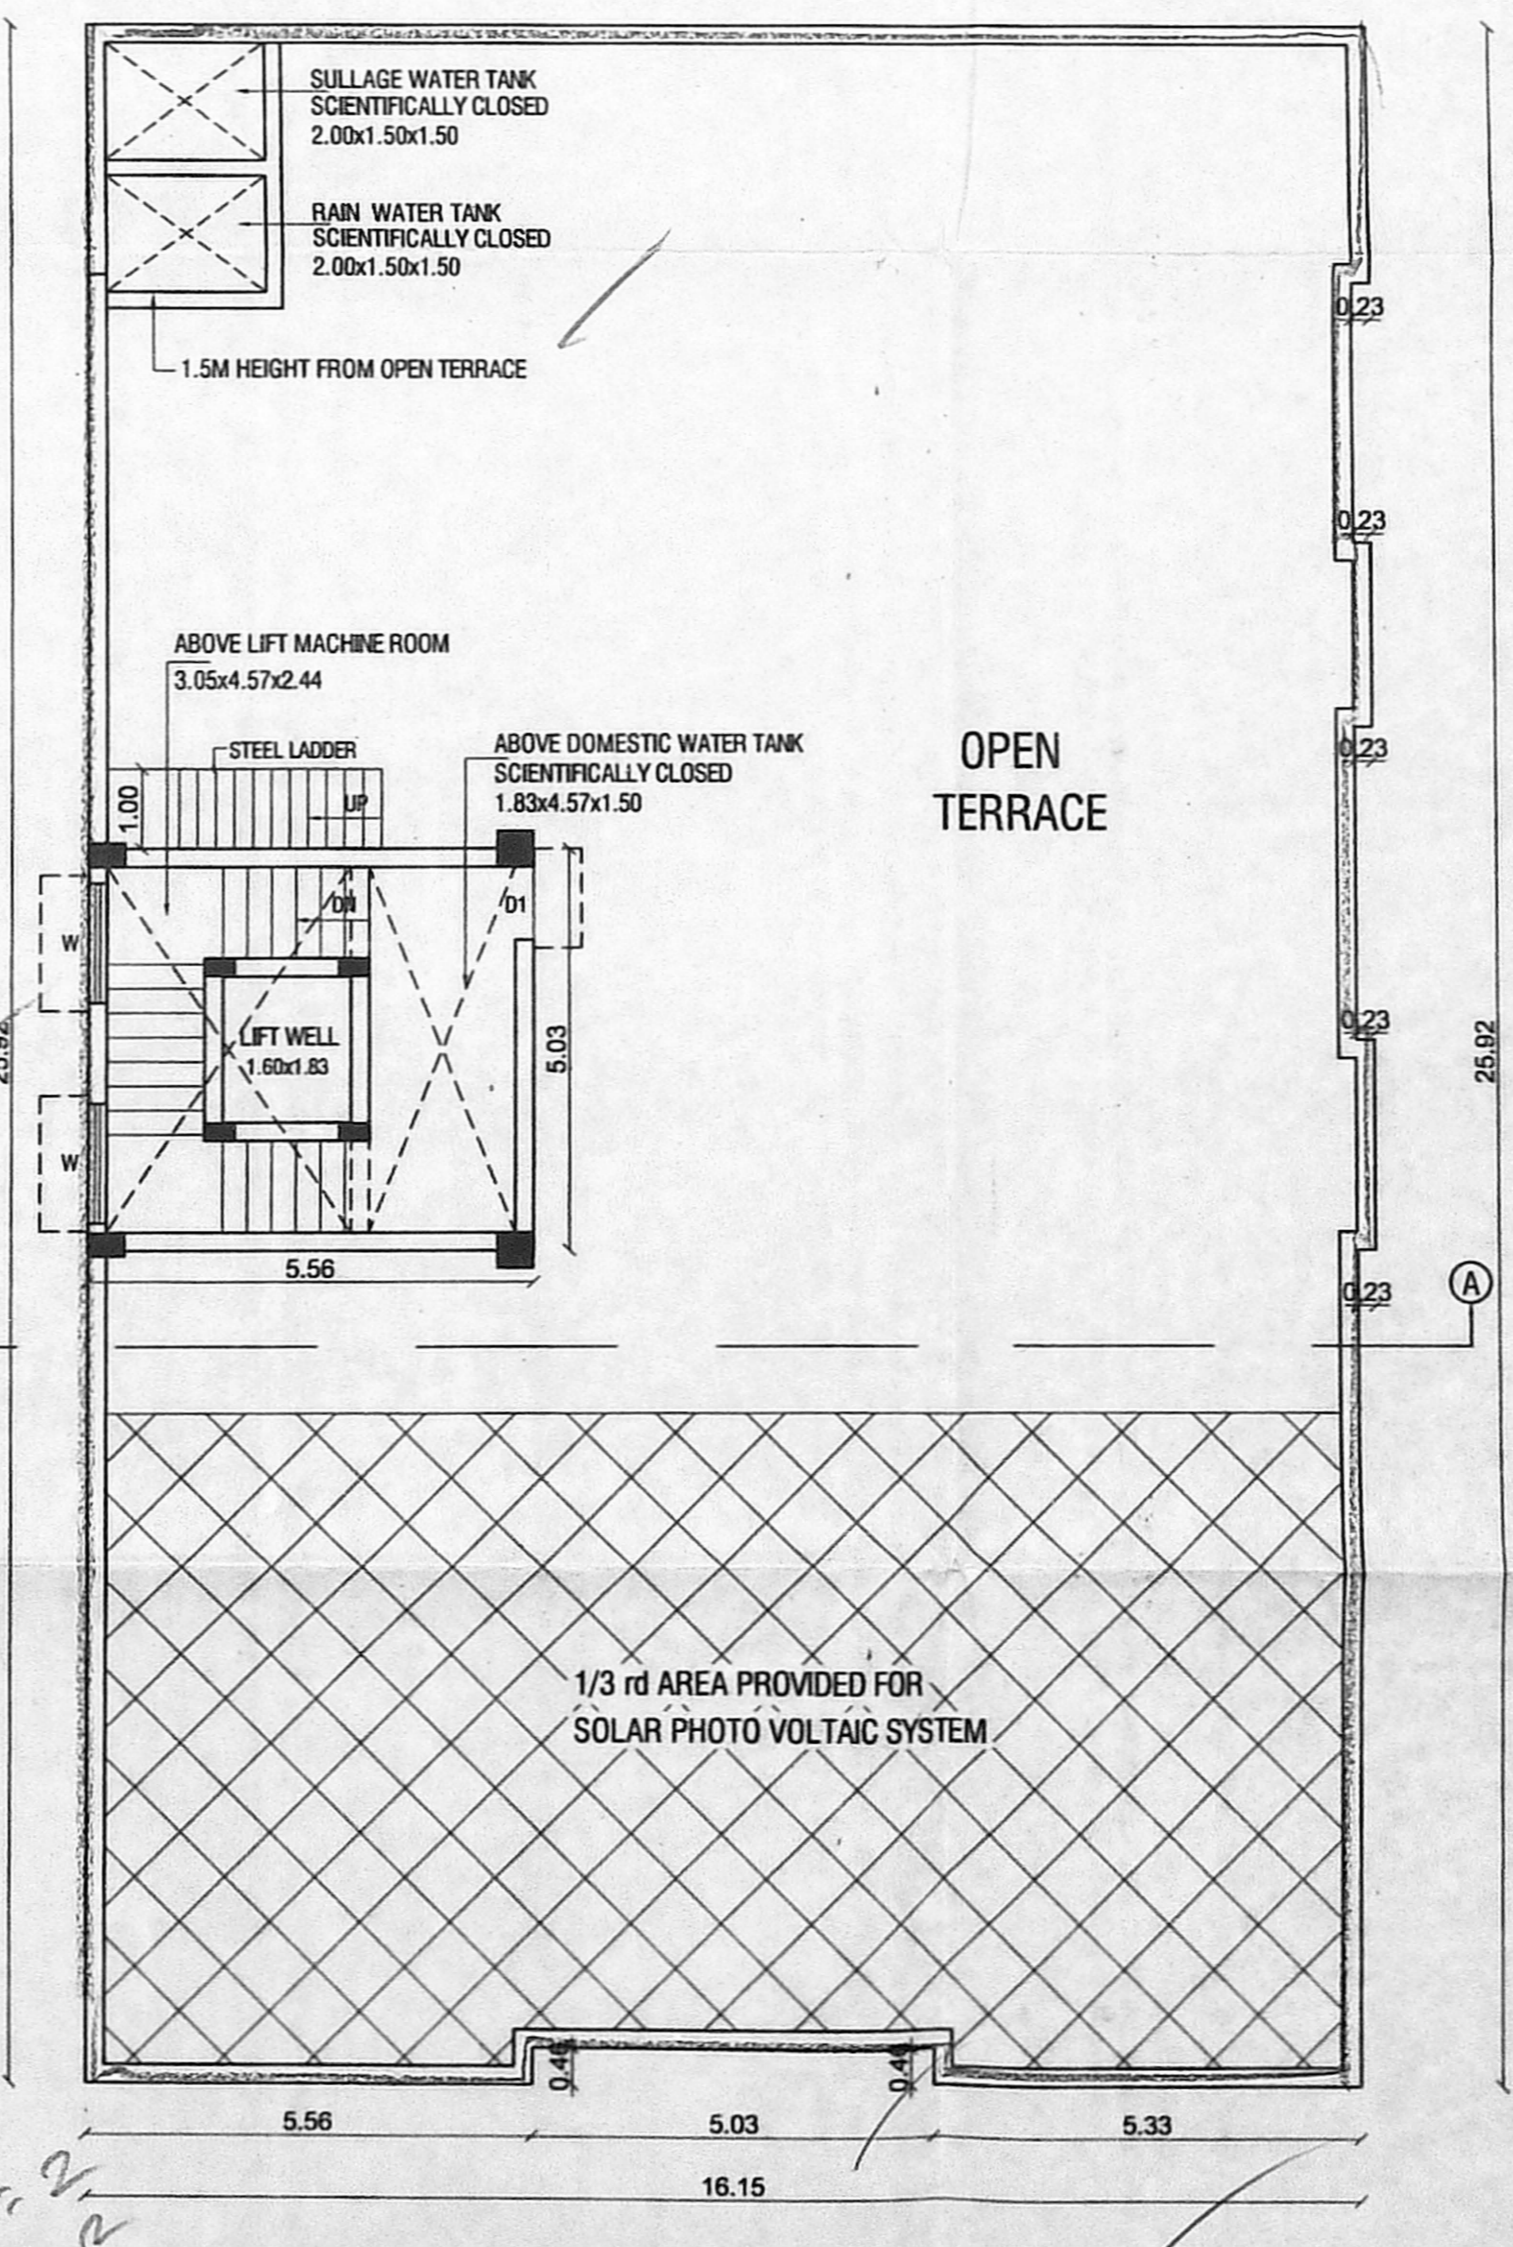 SULLAGE WATER TANK
SCIENTIFICALLY CLOSED
2.00x1.50x1.50
RAIN WATER TANK
SCIENTIFICALLY CLOSED
2.00x1.50x1.50
0.23
1.5M HEIGHT FROM OPEN TERRACE
0.23
ABOVE LIFT MACHINE ROOM
3.05x4.57x2.44
STEEL LADDER
ABOVE DOMESTIC WATER TANK
SCIENTIFICALLY CLOSED
1.83x4.57x1.50
OPEN
TERRACE
0.23
1.00
UP
DN
D1
W
LIFT WELL
1.60x1.83
5.03
0.23
25.92
W
5.56
0.23
A
1/3 rd AREA PROVIDED FOR
SOLAR PHOTO VOLTAIC SYSTEM
0.46
0.46
5.56
5.03
5.33
16.15
2
2